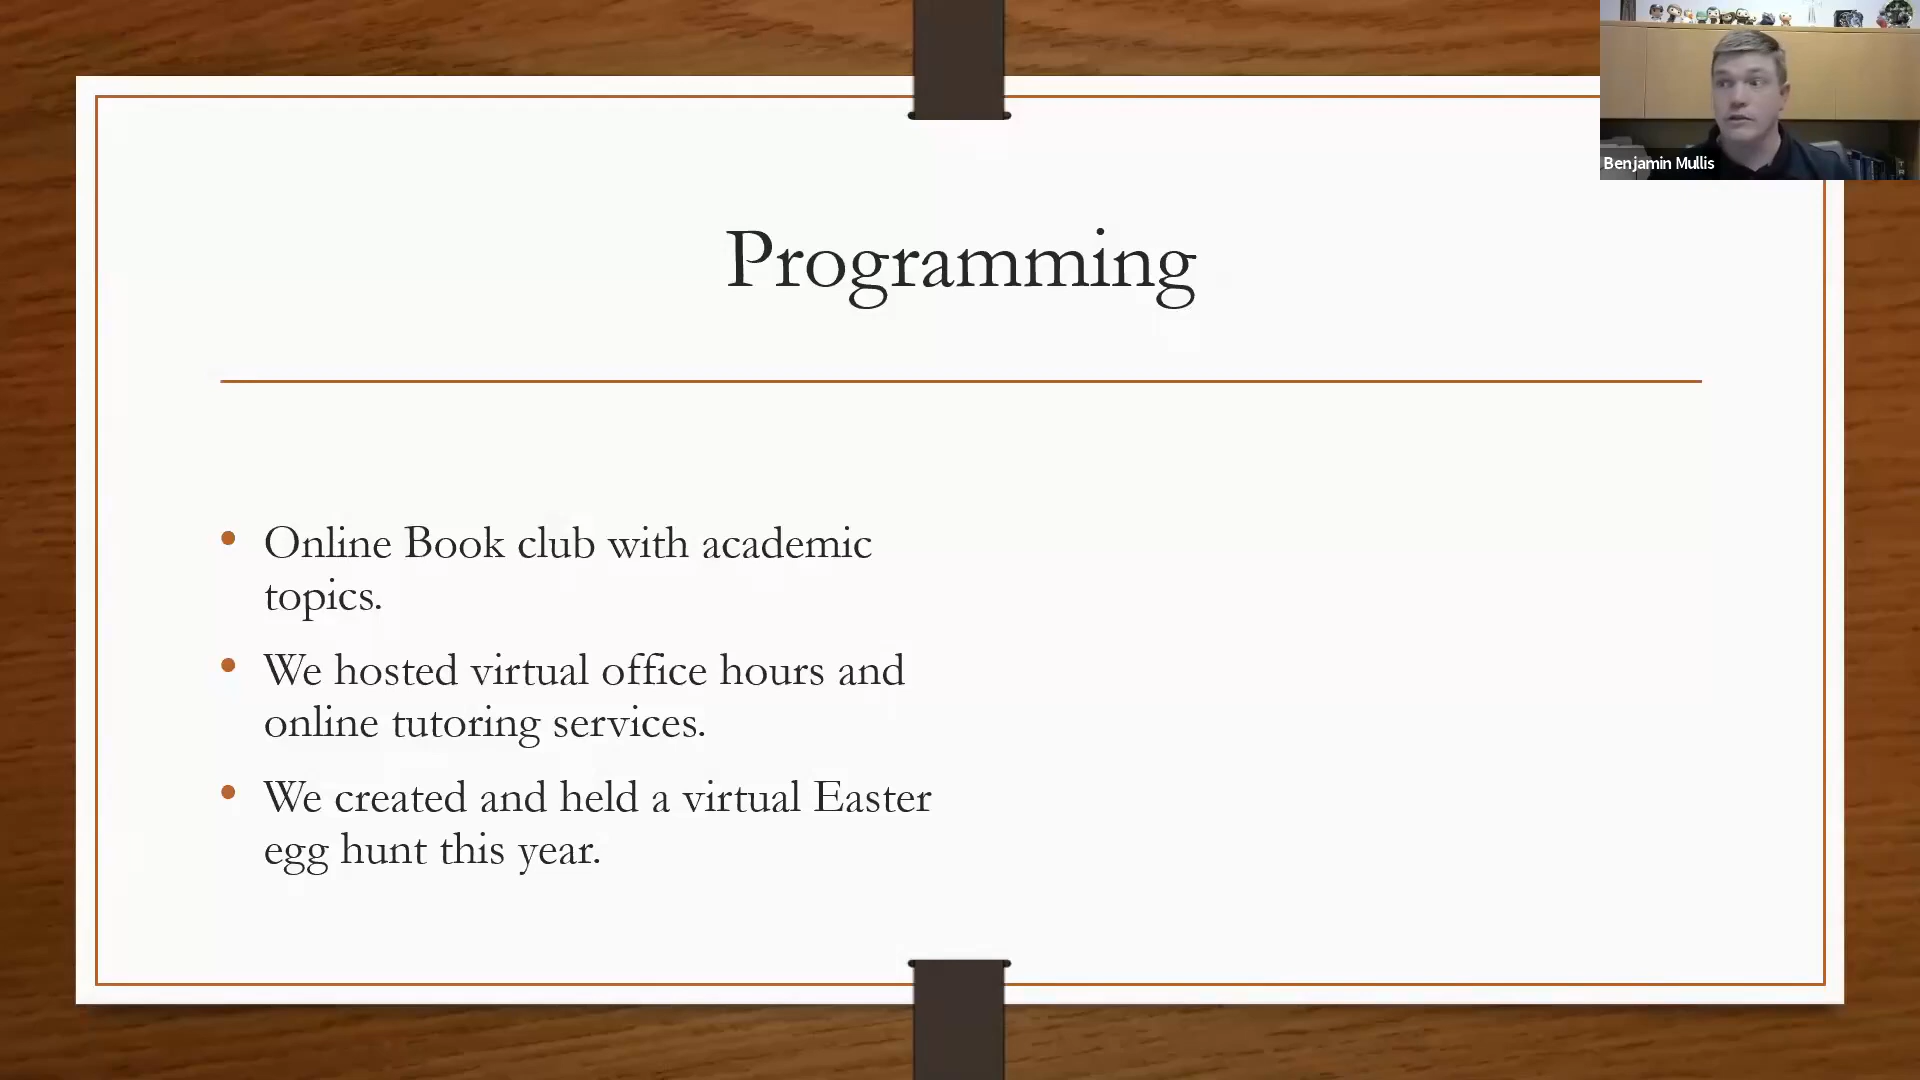 Benjamin Mullis
Programming
Online Book club with academic
topics.
We hosted virtual office hours and
online tutoring services.
We created and held a virtual Easter
egg hunt this year.